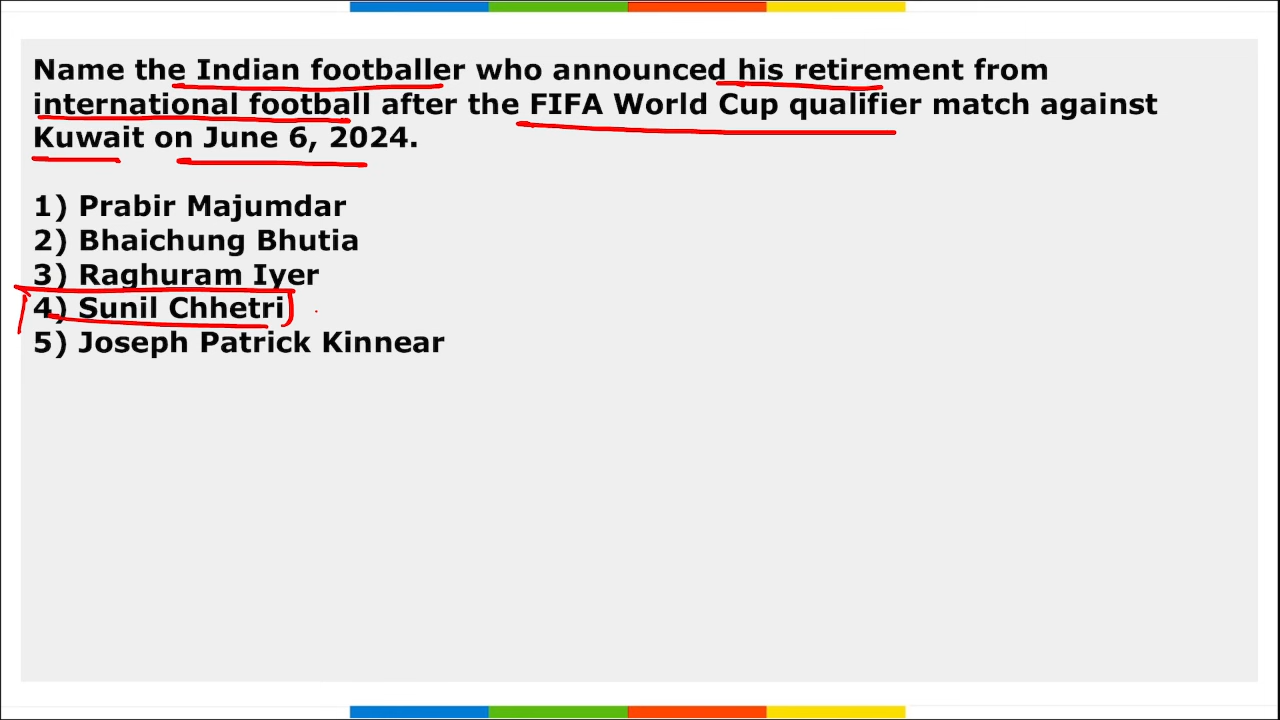 Name the Indian footballer who announced his retirement from
international football after the FIFA World Cup qualifier match against
Kuwait on June 6, 2024.
1) Prabir Majumdar
2) Bhaichung Bhutia
3) Raghuram Iyer
4) Sunil Chhetri
5) Joseph Patrick Kinnear